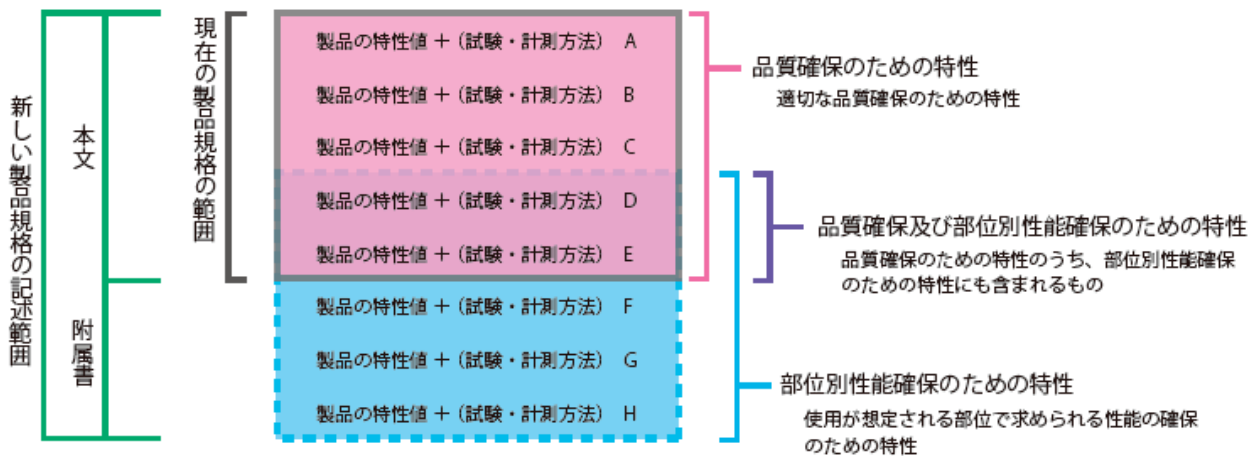 新しい製品規格の記述範囲
本文
附属書
現在の製品規格の範囲
製品の特性値 + (試験・計測方法) A
製品の特性値 + (試験・計測方法) B
製品の特性値 + (試験・計測方法) C
製品の特性値 + (試験・計測方法) D
製品の特性値 + (試験・計測方法) E
製品の特性値 + (試験・計測方法) F
製品の特性値 + (試験・計測方法) G
製品の特性値 + (試験・計測方法) H
品質確保のための特性
適切な品質確保のための特性
品質確保及び部位別性能確保のための特性
品質確保のための特性のうち、部位別性能確保
のための特性にも含まれるもの
部位別性能確保のための特性
使用が想定される部位で求められる性能の確保
のための特性